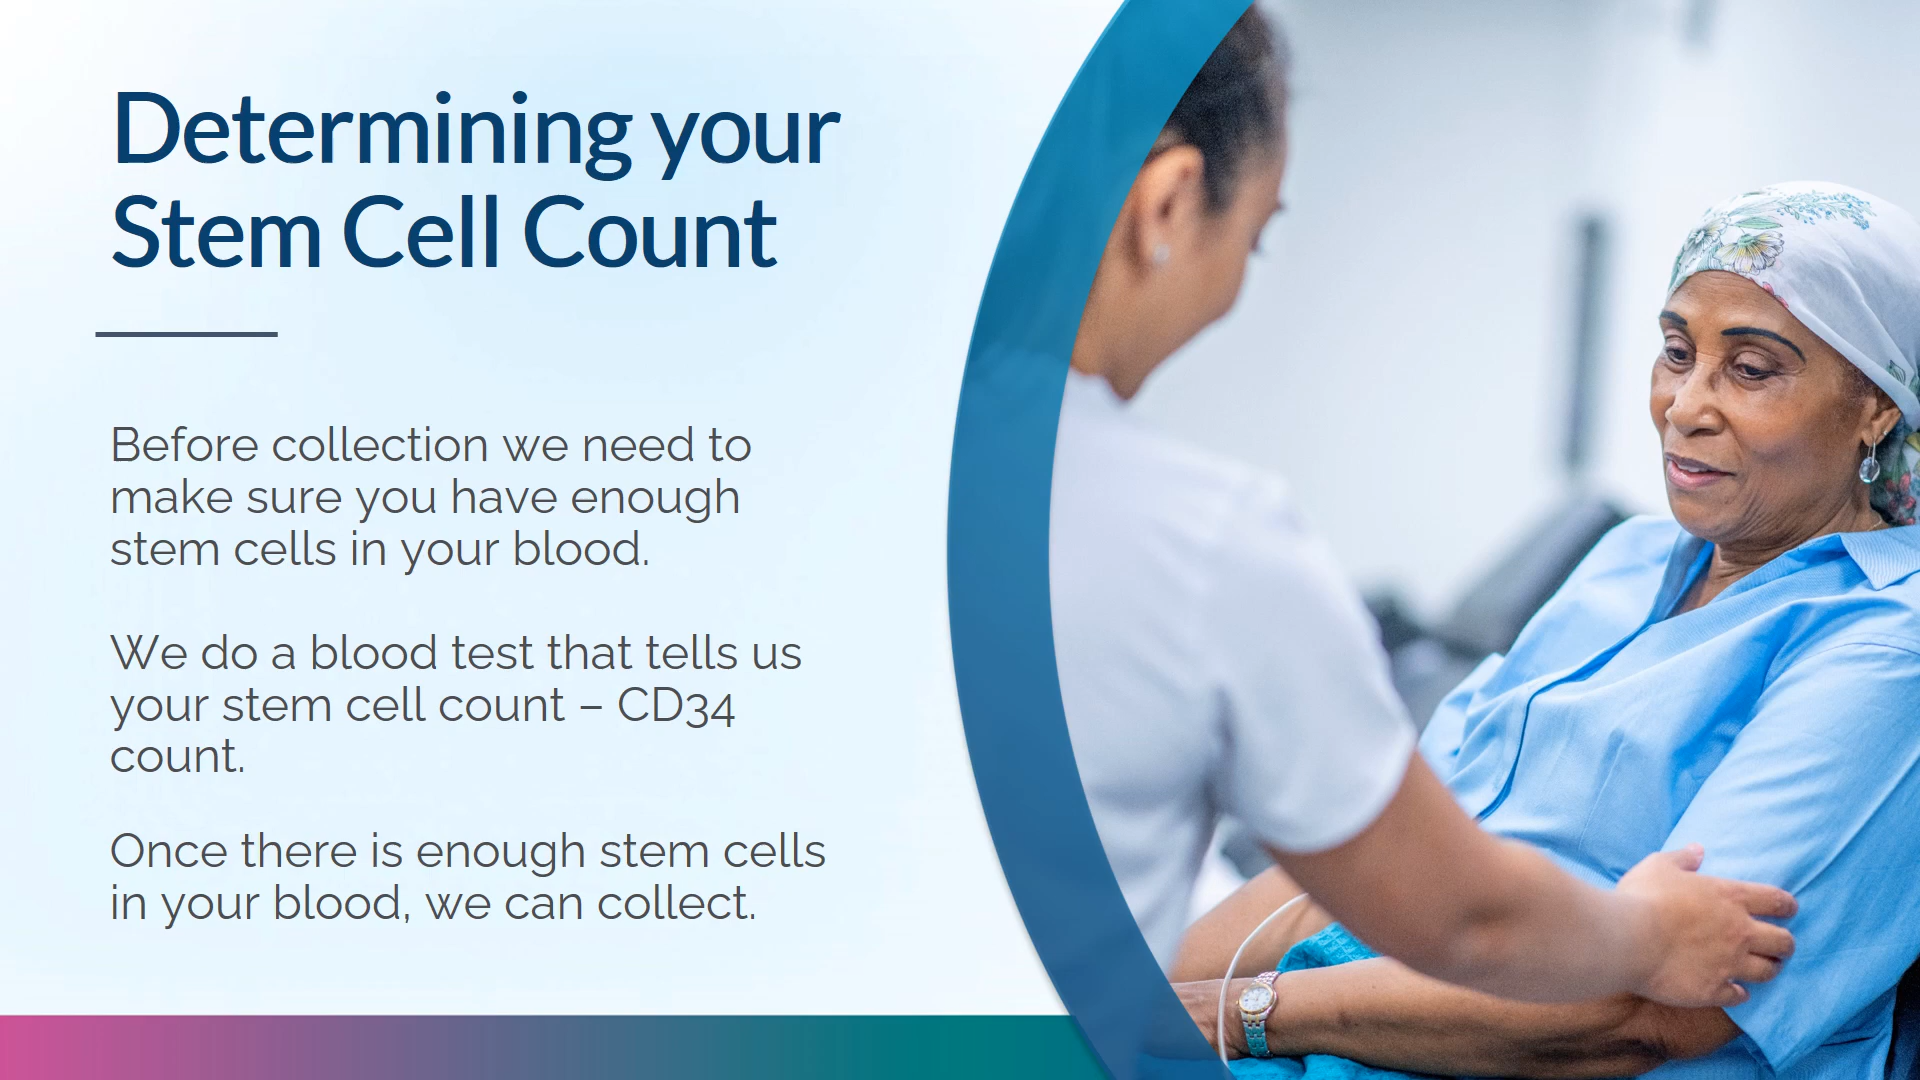 Determining your
Stem Cell Count
Before collection we need to
make sure you have enough
stem cells in your blood.
We do a blood test that tells us
your stem cell count – CD34
count.
Once there is enough stem cells
in your blood, we can collect.